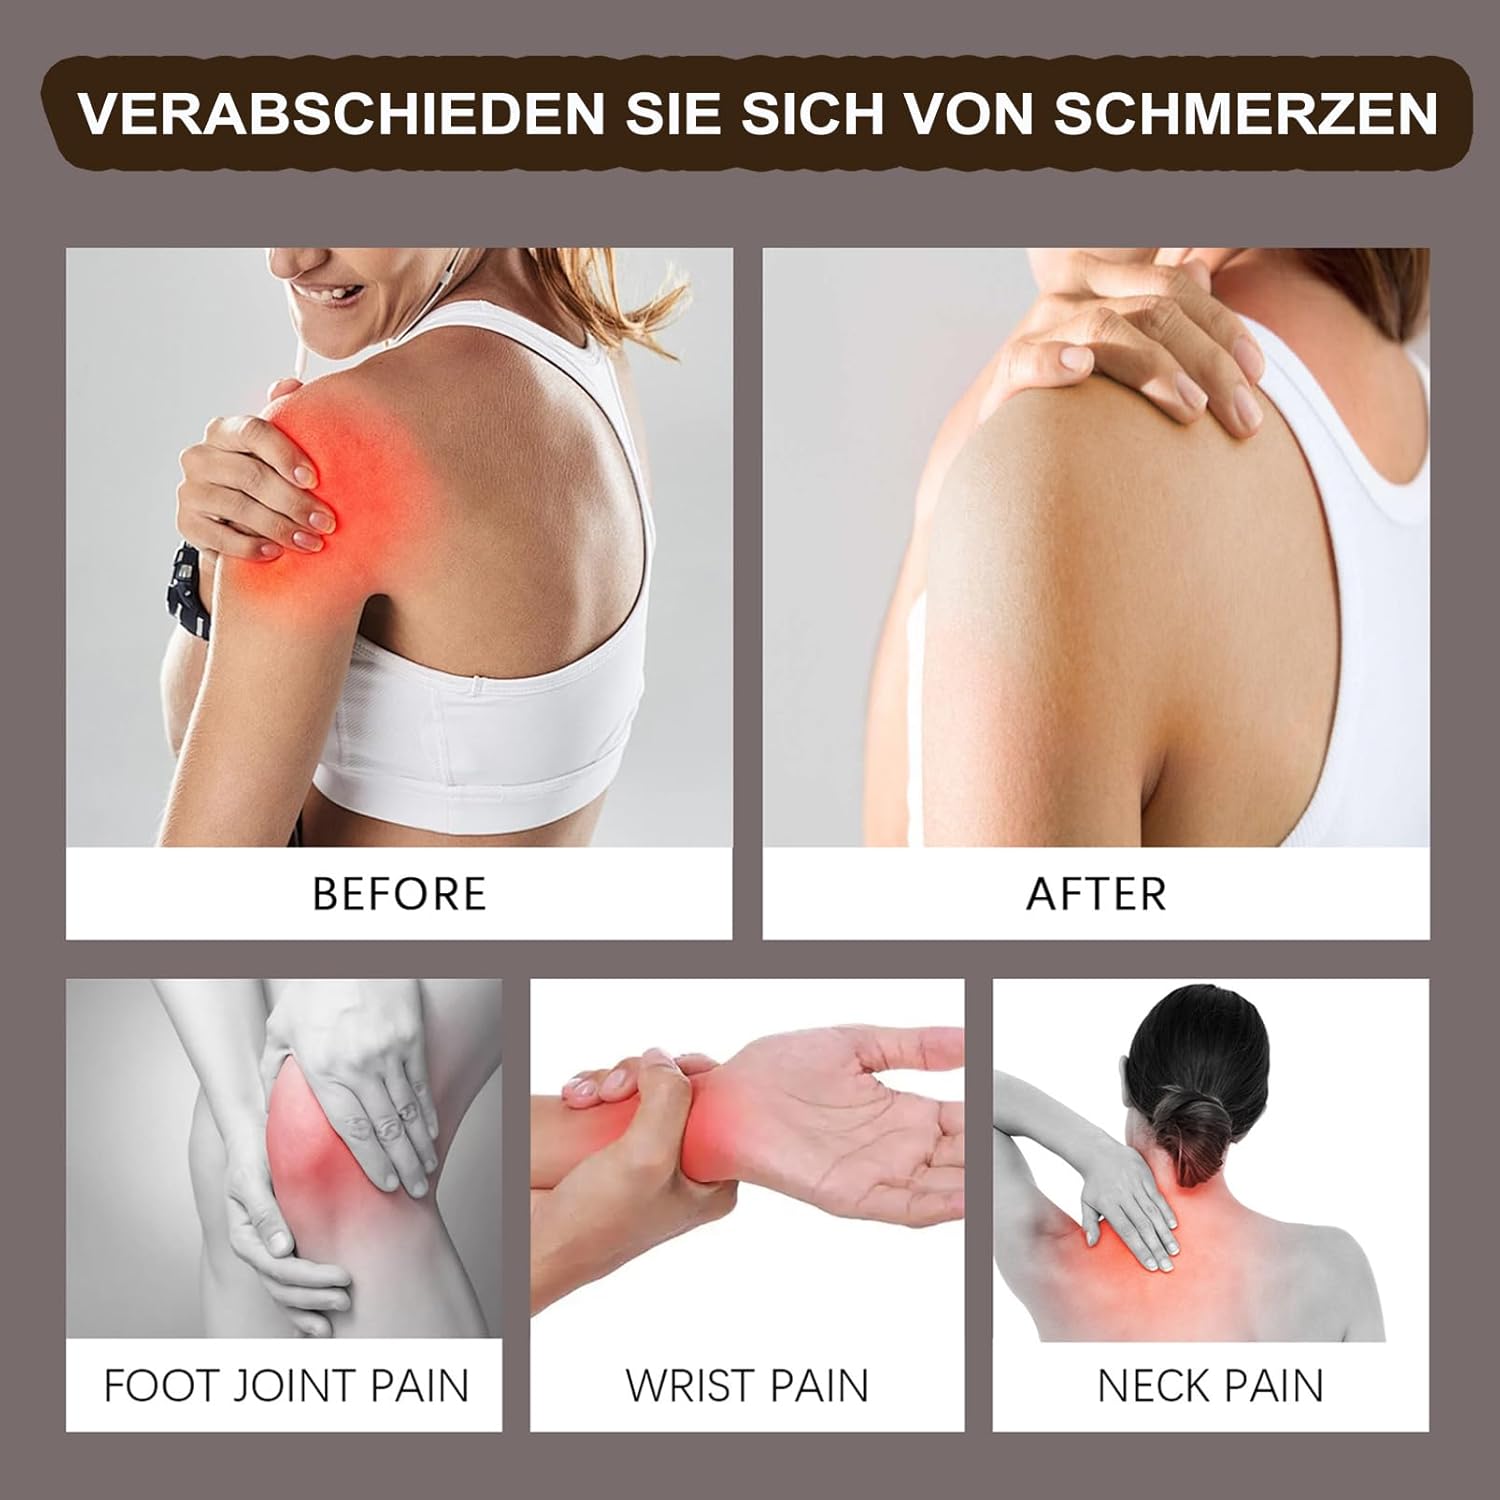 VERABSCHIEDEN SIE SICH VON SCHMERZEN
BEFORE
AFTER
FOOT JOINT PAIN
WRIST PAIN
NECK PAIN